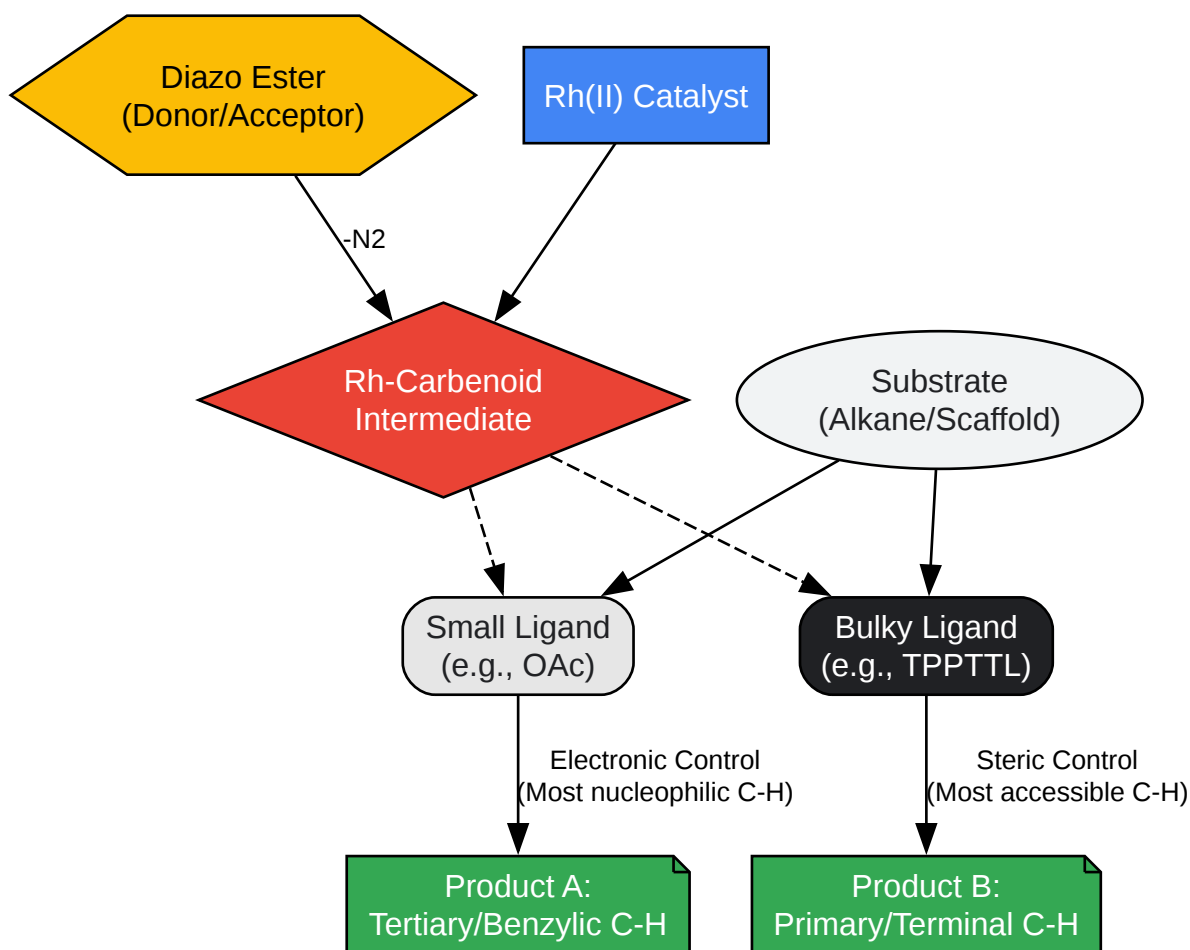 Diazo Ester
(Donor/Acceptor)
Rh(II) Catalyst
-N2
Rh-Carbenoid
Intermediate
Substrate
(Alkane/Scaffold)
Small Ligand
(e.g., OAc)
Bulky Ligand
(e.g., TPPTTL)
Electronic Control
(Most nucleophilic C-H)
Steric Control
(Most accessible C-H)
Product A:
Tertiary/Benzylic C-H
Product B:
Primary/Terminal C-H